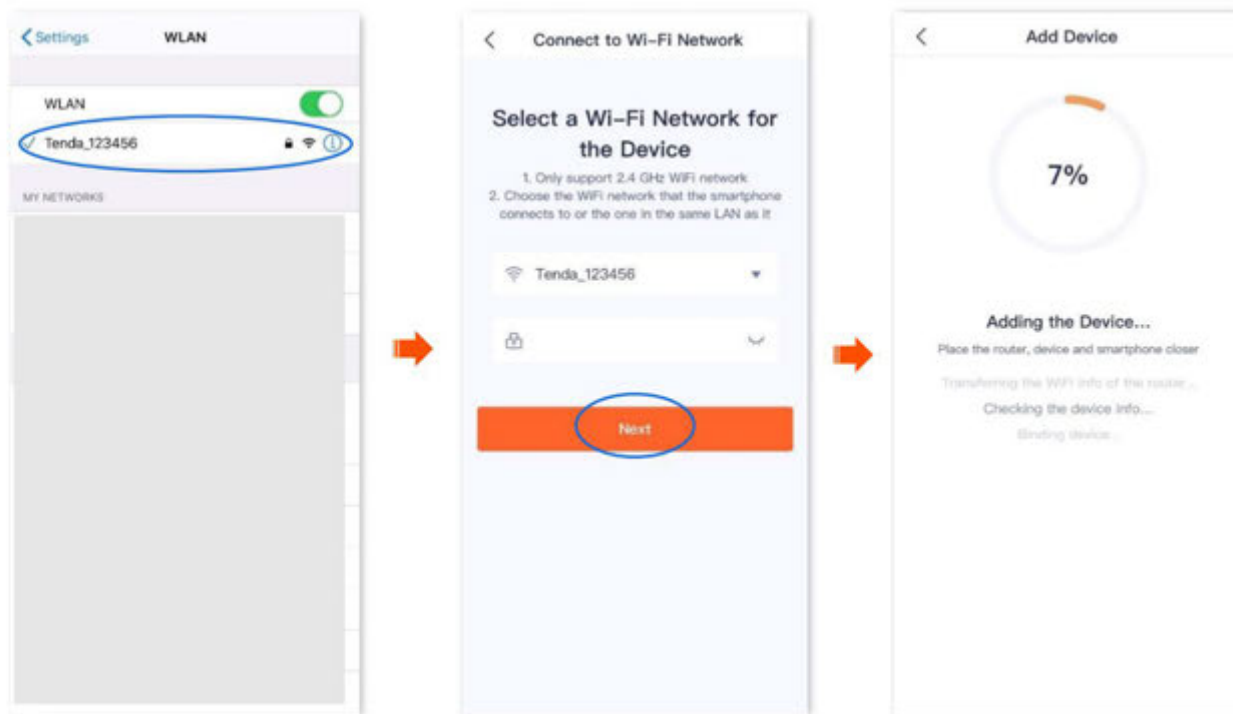 Settings
WLAN
WLAN
Tenda_123456
MY NETWORKS
Connect to Wi-Fi Network
Select a Wi-Fi Network for
the Device
1. Only support 2.4 GHz WiFi network
2. Choose the WiFi network that the smartphone
connects to or the one in the same LAN as it
Tenda_123456
Next
Add Device
7%
Adding the Device...
Place the router, device and smartphone closer
Transferring the WiFi info of the router...
Checking the device info...
Binding device...